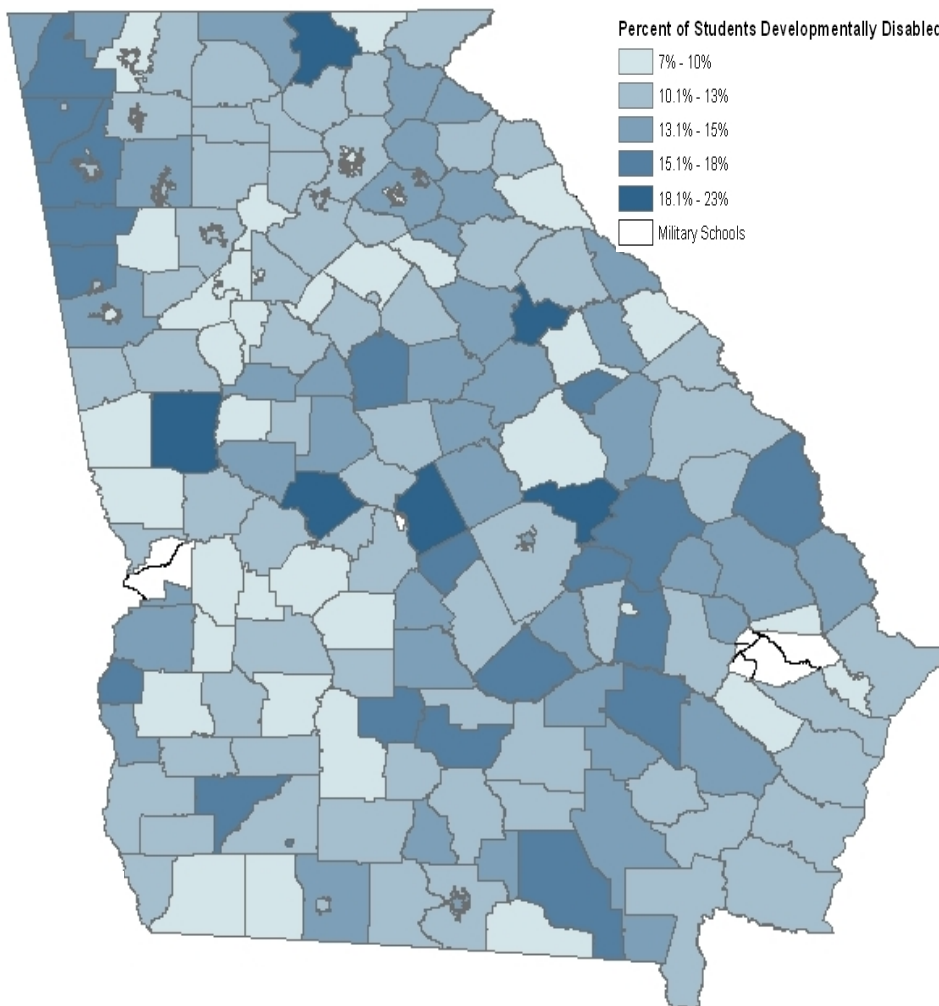 Percent of Students Developmentally Disabled
7% - 10%
10.1% - 13%
13.1% - 15%
15.1% - 18%
18.1% - 23%
Military Schools